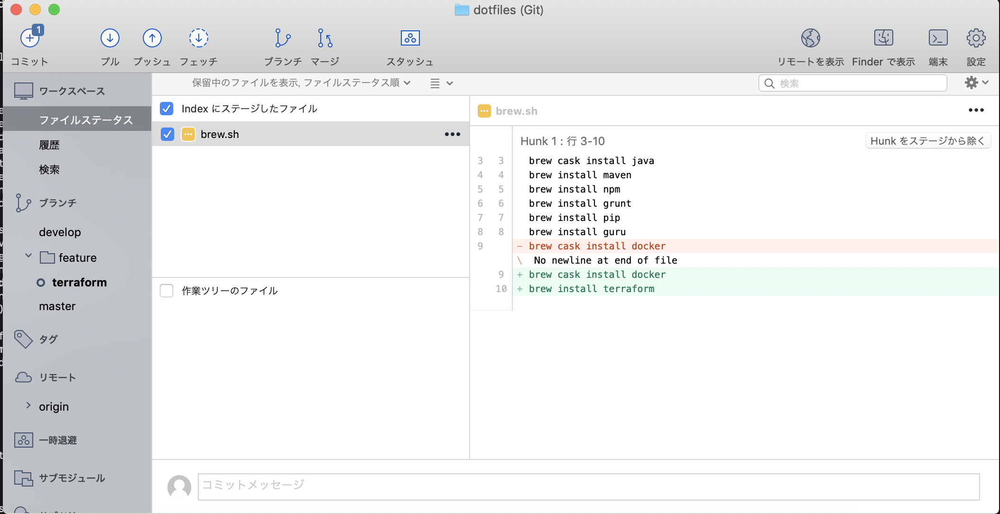 dotfiles (Git)
1
コミット
プル
プッシュ
フェッチ
ブランチ
マージ
スタッシュ
リモートを表示
Finder で表示
端末
設定
ワークスペース
ファイルステータス
履歴
検索
ブランチ
develop
feature
terraform
master
タグ
リモート
origin
一時退避
サブモジュール
保留中のファイルを表示, ファイルステータス順
検索
Index にステージしたファイル
brew.sh
作業ツリーのファイル
brew.sh
Hunk 1 : 行 3-10
Hunk をステージから除く
3 3 brew cask install java
4 4 brew install maven
5 5 brew install npm
6 6 brew install grunt
7 7 brew install pip
8 8 brew install guru
9 - brew cask install docker
\ No newline at end of file
9 + brew cask install docker
10 + brew install terraform
コミットメッセージ